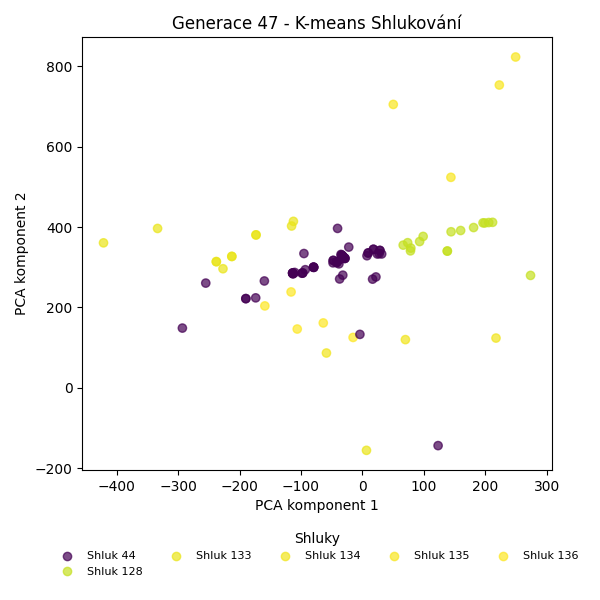 Generace 47 - K-means Shlukování
800
600
400
200
0
−200
PCA komponent 2
−400 −300 −200 −100 0 100 200 300
PCA komponent 1
Shluky
Shluk 44 Shluk 133 Shluk 134 Shluk 135 Shluk 136
Shluk 128